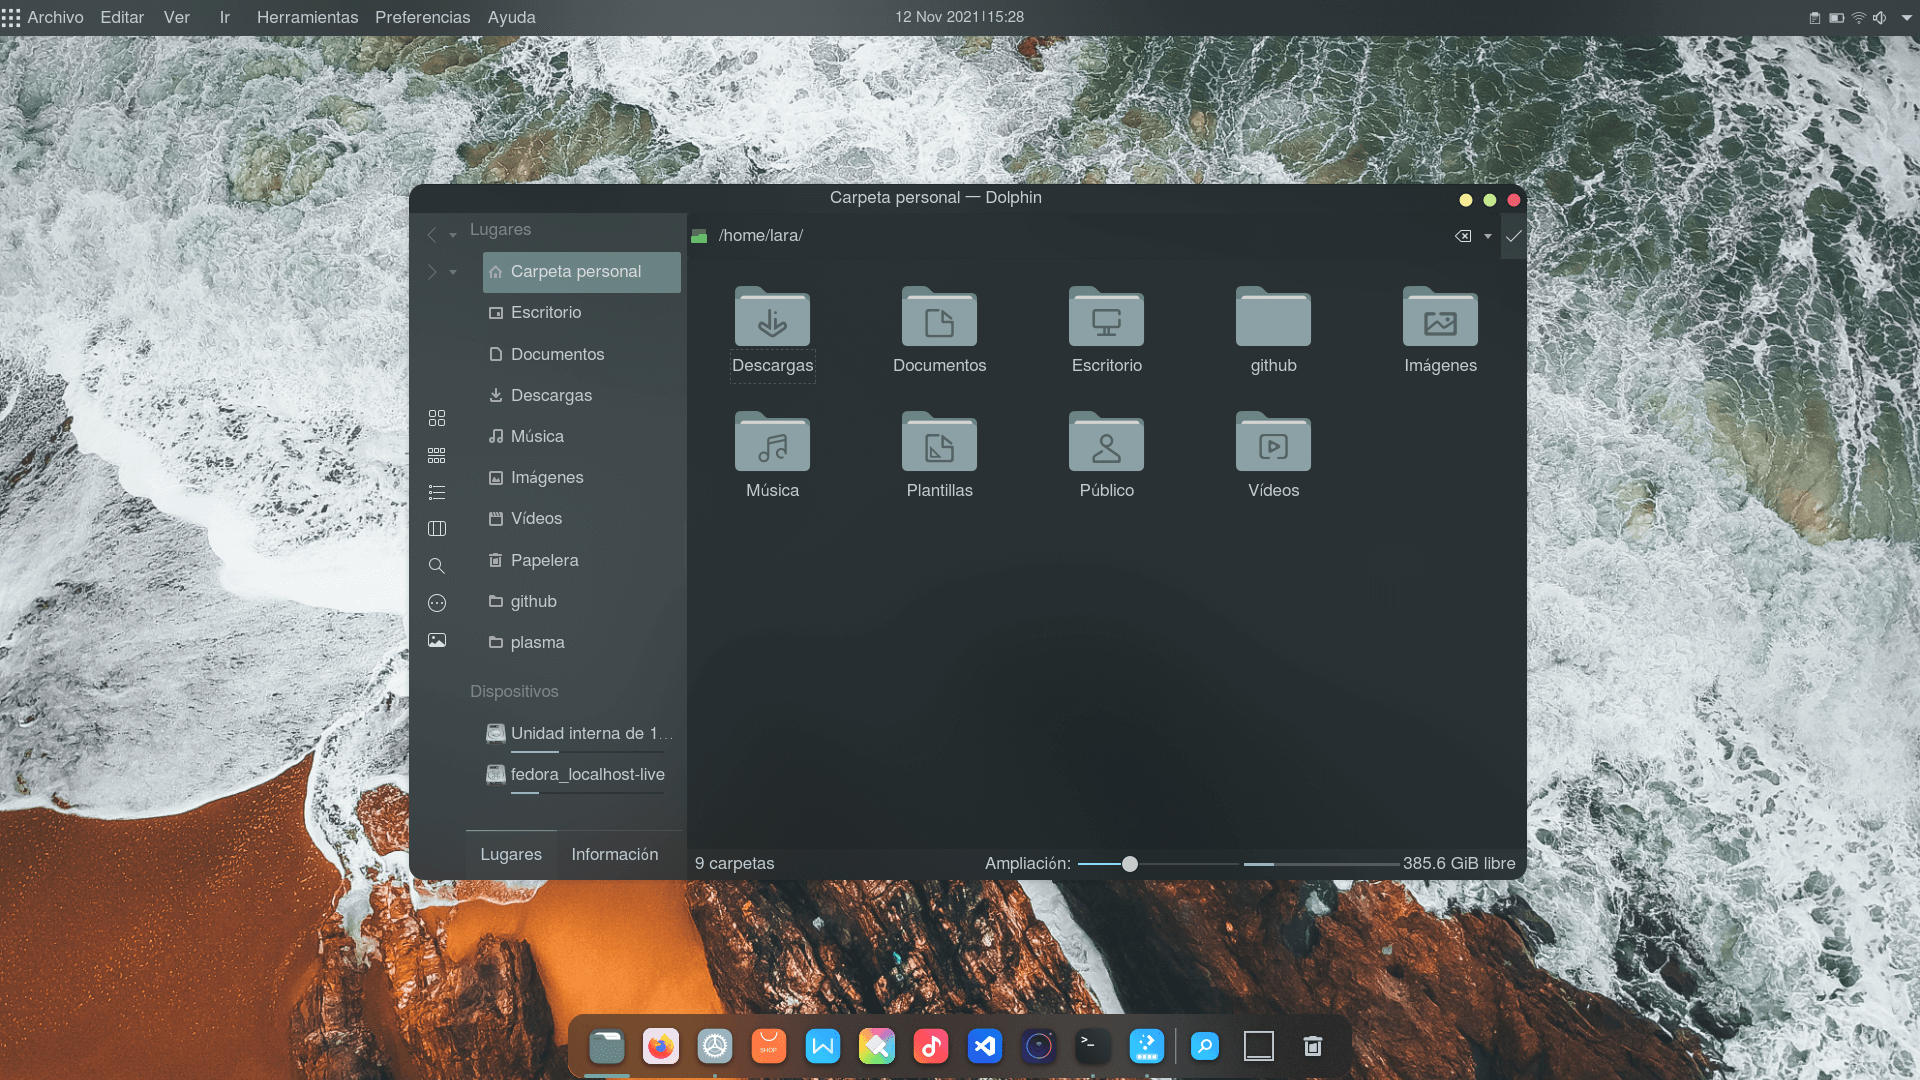 Archivo Editar Ver Ir Herramientas Preferencias Ayuda
12 Nov 2021|15:28
Carpeta personal — Dolphin
Lugares
/home/lara/
Carpeta personal
Escritorio
Documentos
Descargas
Música
Imágenes
Vídeos
Papelera
github
plasma
Dispositivos
Unidad interna de 1...
fedora_localhost-live
Lugares Información
Descargas Documentos Escritorio github Imágenes
Música Plantillas Público Vídeos
9 carpetas
Ampliación:
385.6 GiB libre
SHOP